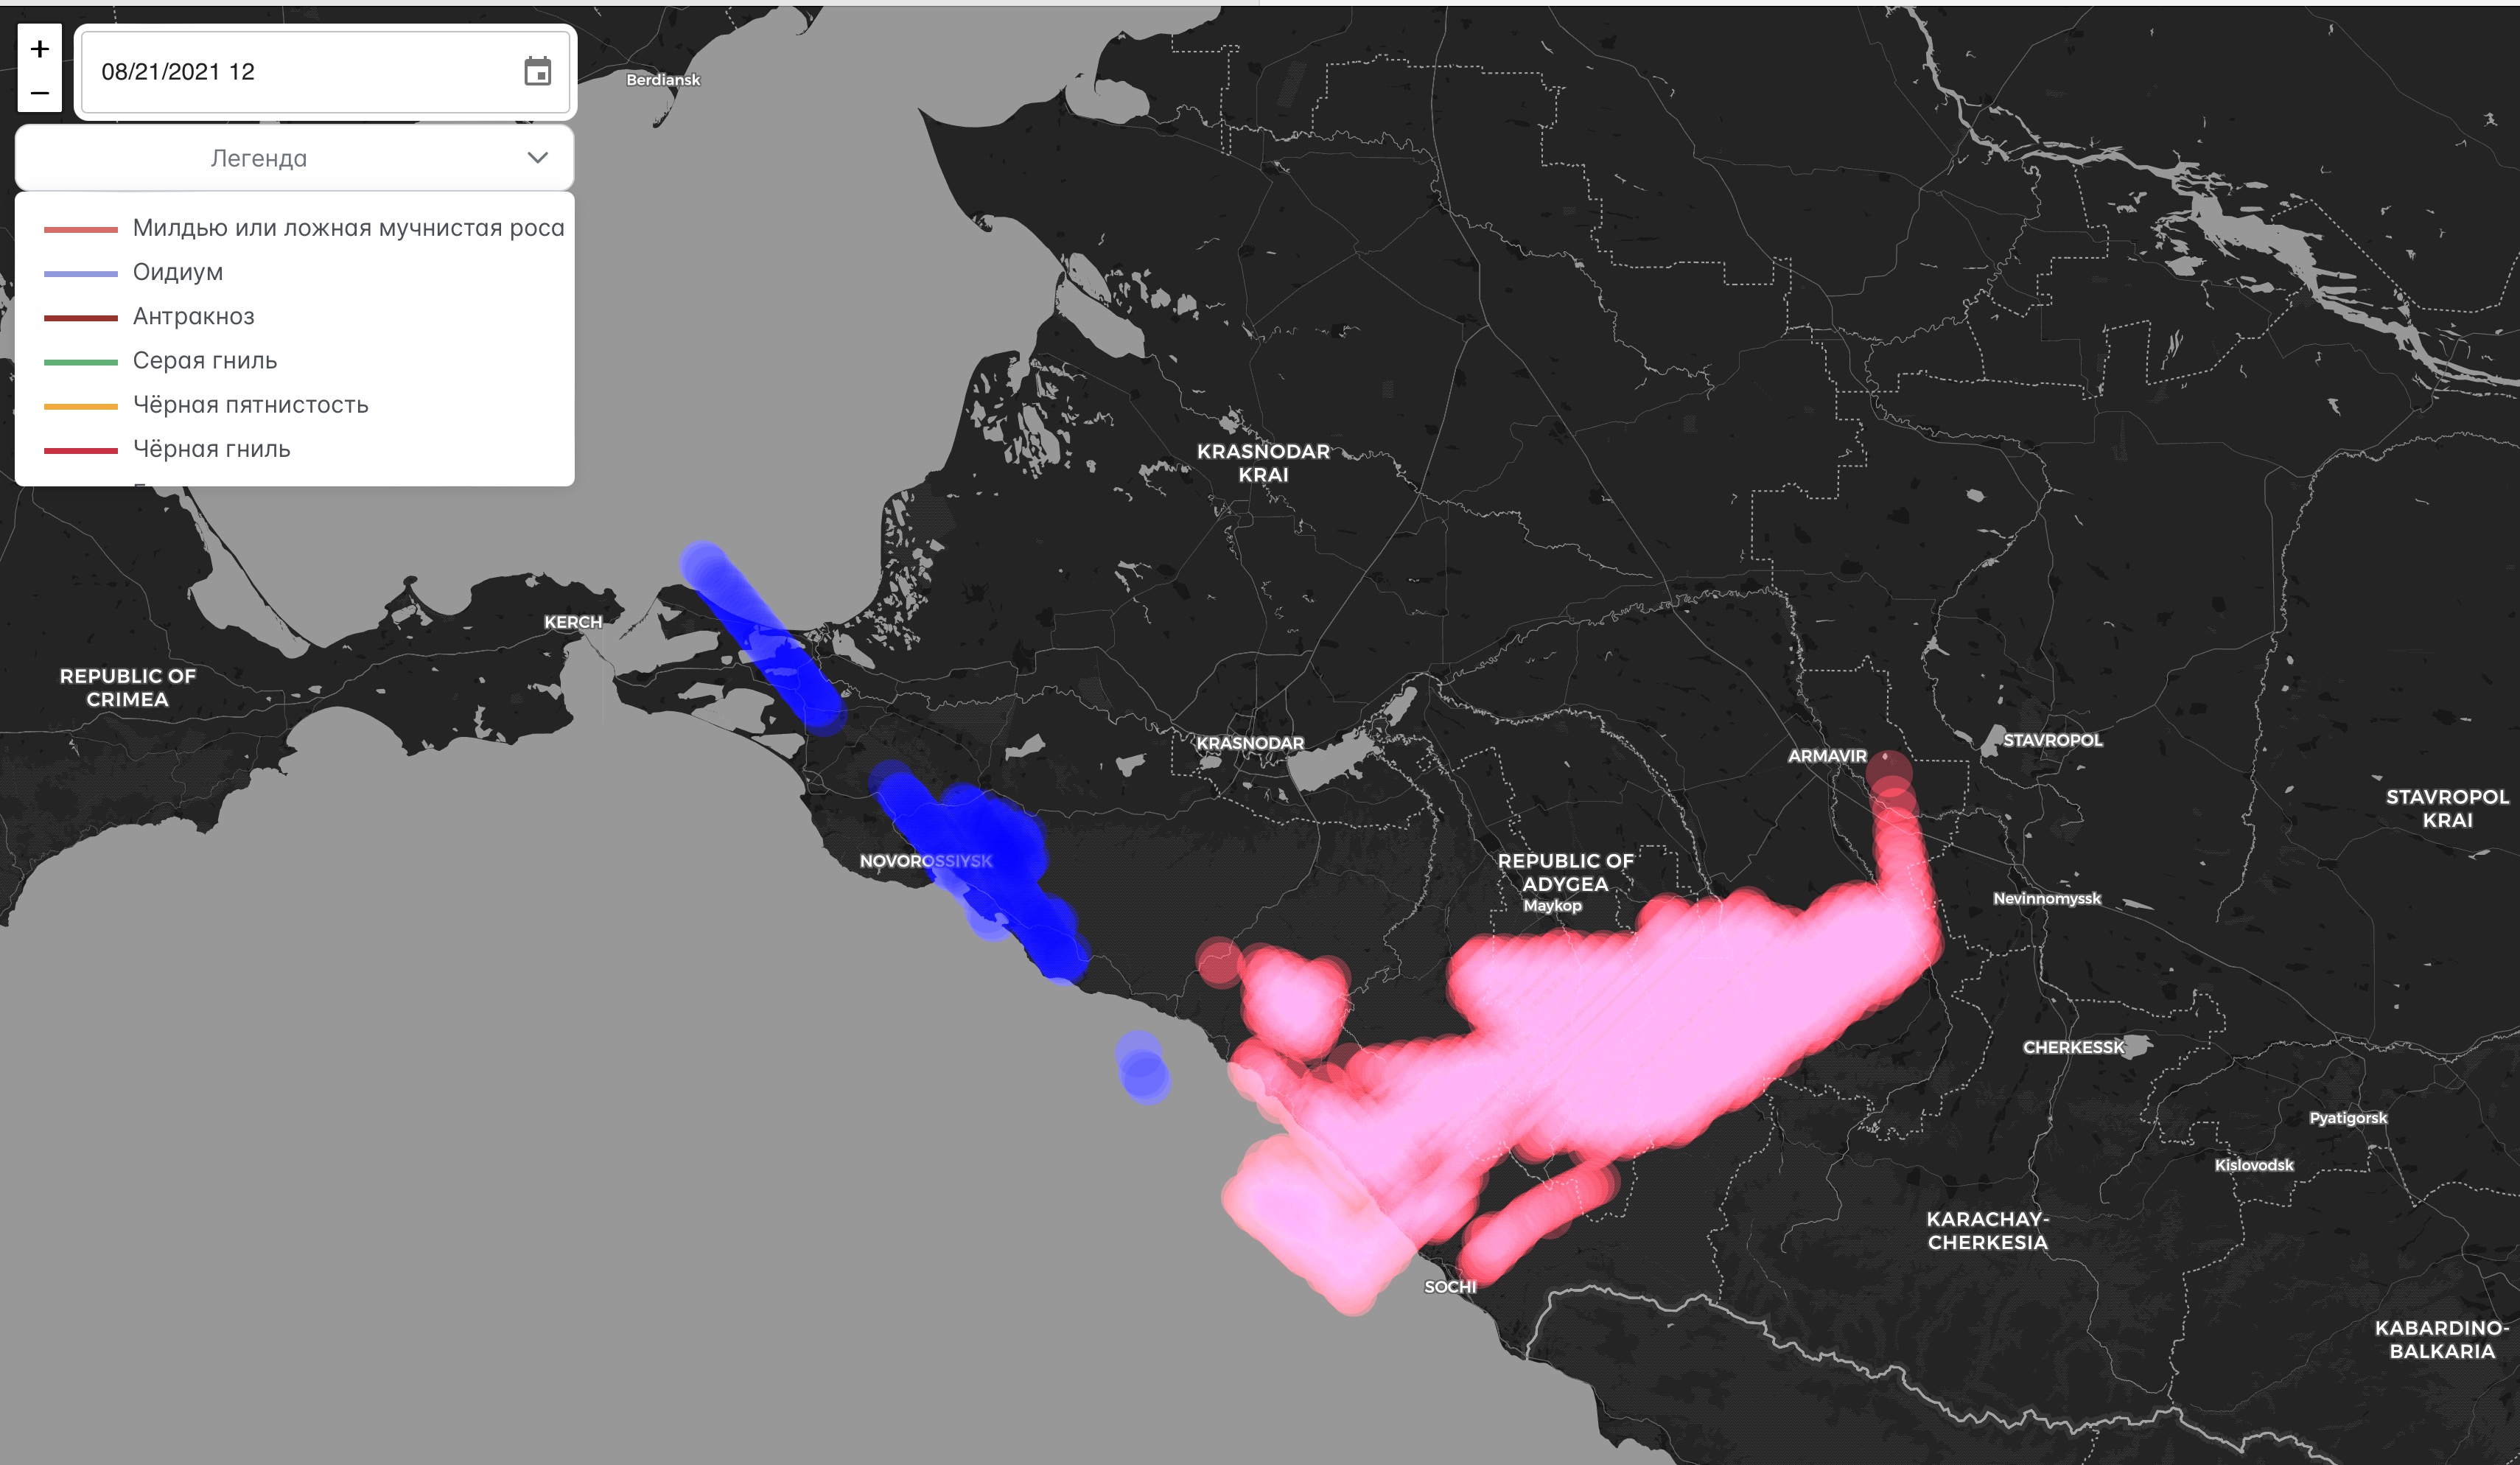 +
08/21/2021 12
−
Легенда
Милдью или ложная мучнистая роса
Оидиум
Антракноз
Серая гниль
Чёрная пятнистость
Чёрная гниль
Berdiansk
KRASNODAR
KRAI
KERCH
REPUBLIC OF
CRIMEA
KRASNODAR
ARMAVIR
STAVROPOL
STAVROPOL
KRAI
NOVOROSSIYSK
REPUBLIC OF
ADYGEA
Maykop
Nevinnomyssk
CHERKESSK
Pyatigorsk
Kislovodsk
KARACHAY-
CHERKESIA
SOCHI
KABARDINO-
BALKARIA